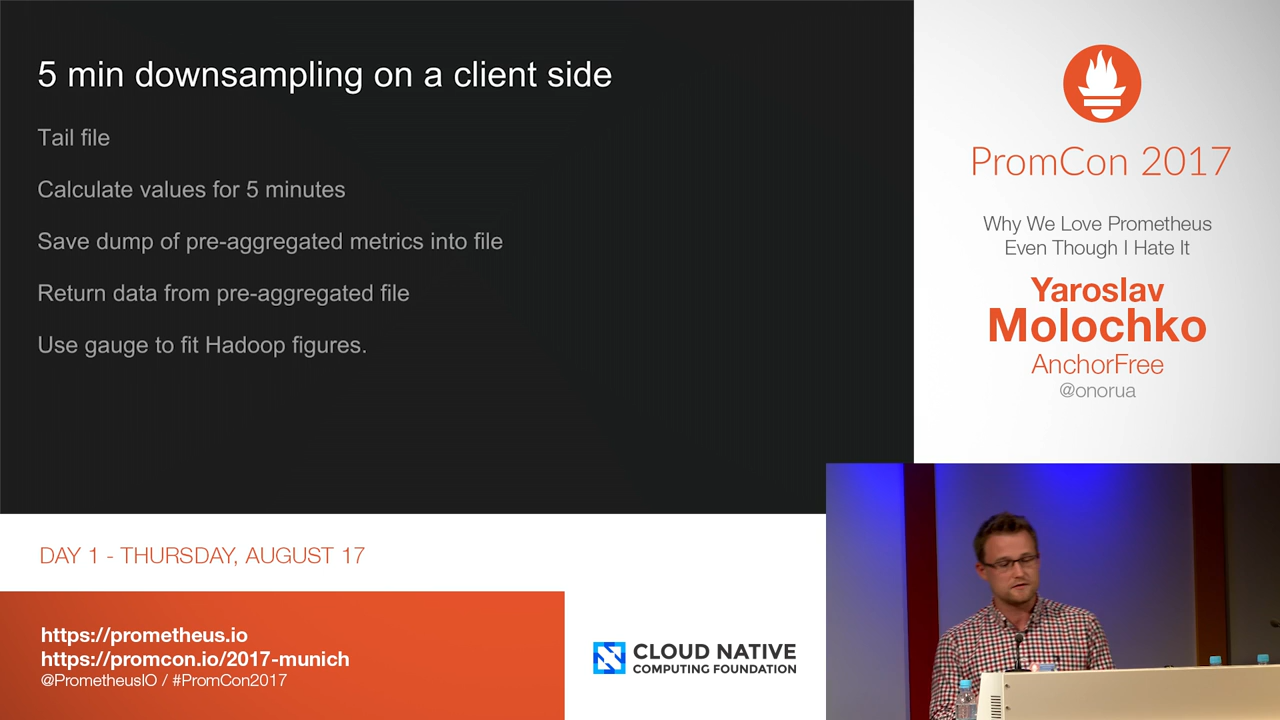 5 min downsampling on a client side
Tail file
Calculate values for 5 minutes
Save dump of pre-aggregated metrics into file
Return data from pre-aggregated file
Use gauge to fit Hadoop figures.
PromCon 2017
Why We Love Prometheus
Even Though I Hate It
Yaroslav
Molochko
AnchorFree
@onorua
DAY 1 - THURSDAY, AUGUST 17
https://prometheus.io
https://promcon.io/2017-munich
@PrometheusIO / #PromCon2017
CLOUD NATIVE
COMPUTING FOUNDATION